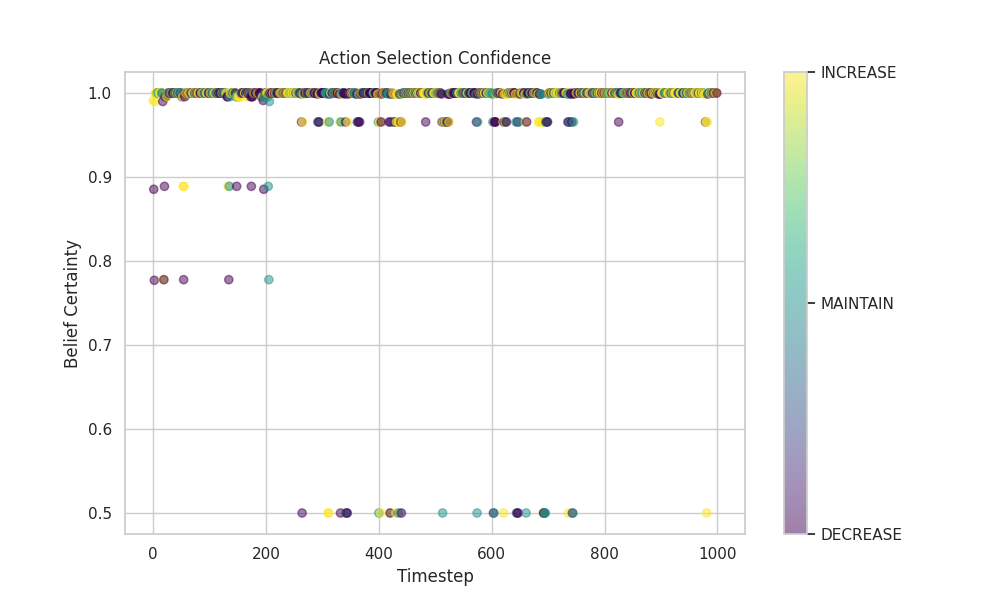 Action Selection Confidence
Belief Certainty
1.0
0.9
0.8
0.7
0.6
0.5
0 200 400 600 800 1000
Timestep
INCREASE
MAINTAIN
DECREASE